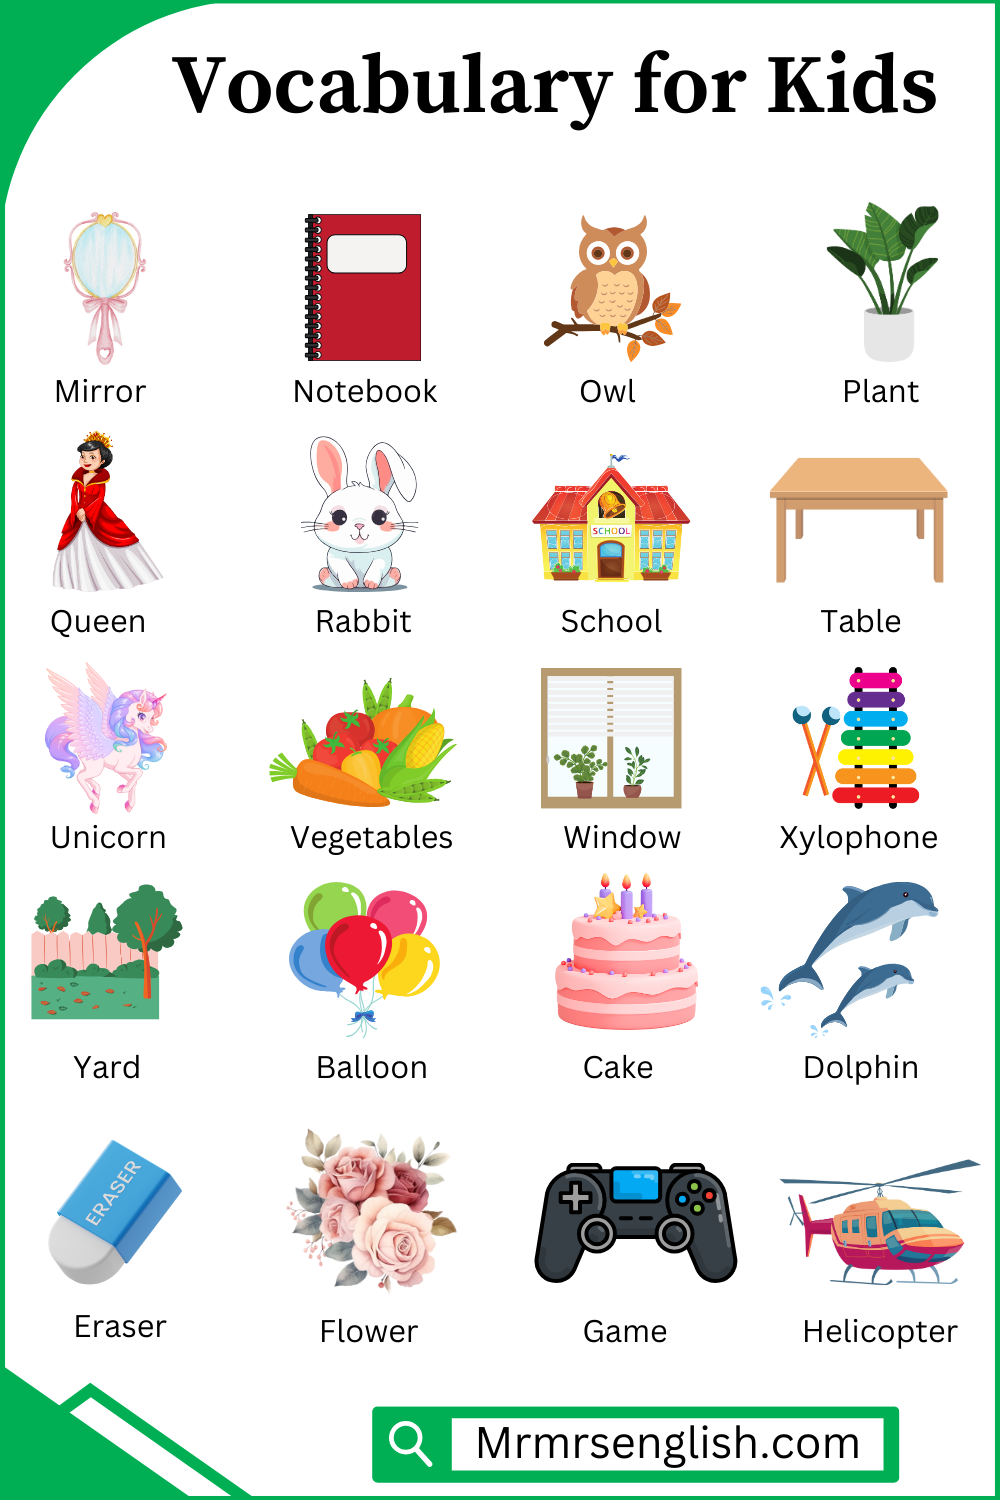 Vocabulary for Kids
Mirror
Notebook
Owl
Plant
Queen
Rabbit
SCHOOL
School
Table
Unicorn
Vegetables
Window
Xylophone
Yard
Balloon
Cake
Dolphin
ERASER
Eraser
Flower
Game
Helicopter
Mrmrsenglish.com